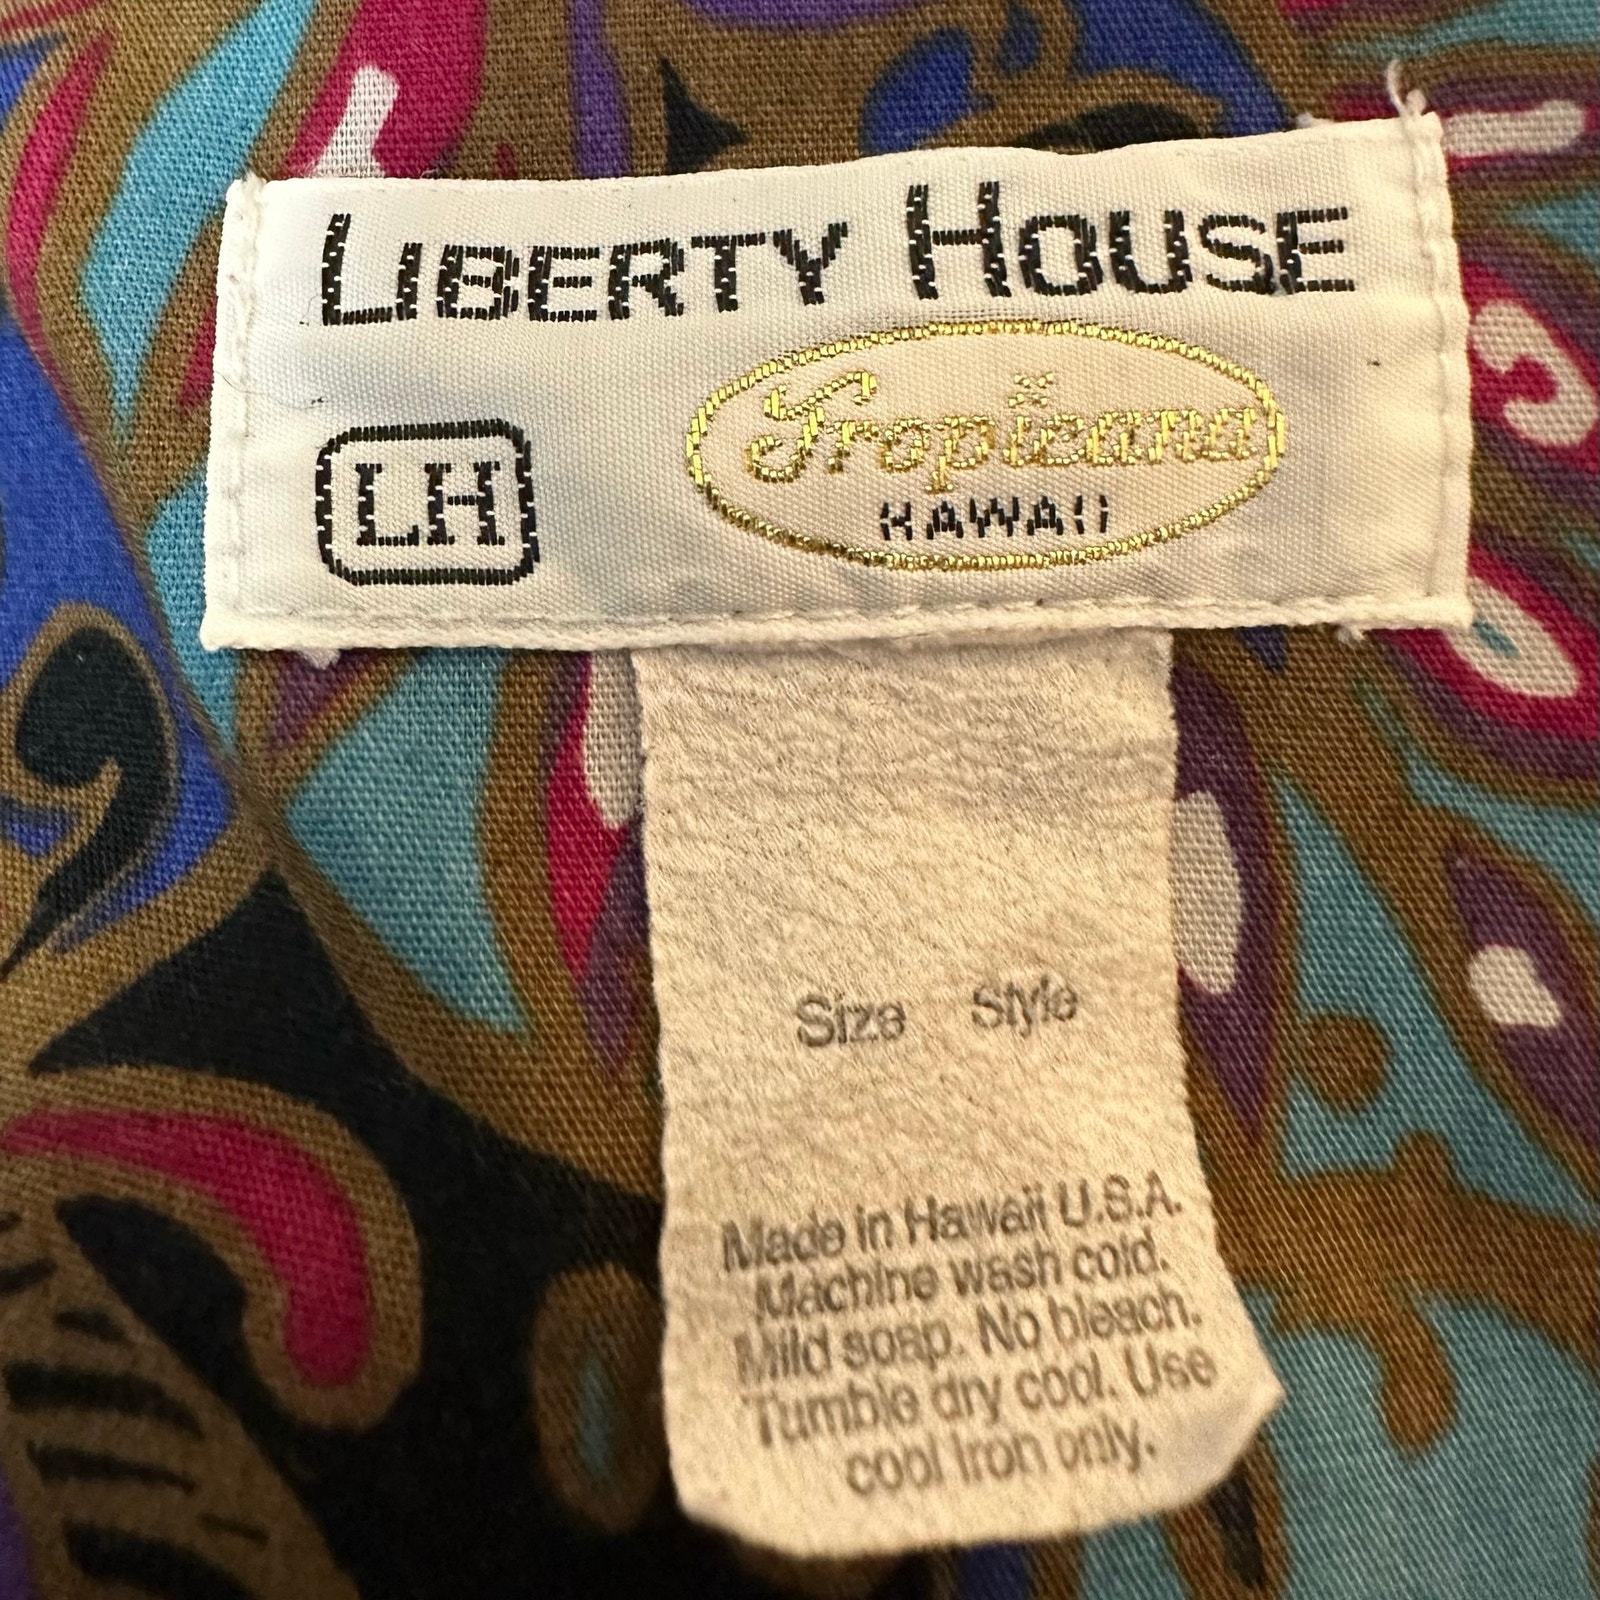 LIBERTY HOUSE
LH
Tropicana
HAWAII
Size Style
Made in Hawaii U.S.A.
Machine wash cold.
Mild soap. No bleach.
Tumble dry cool. Use
cool iron only.